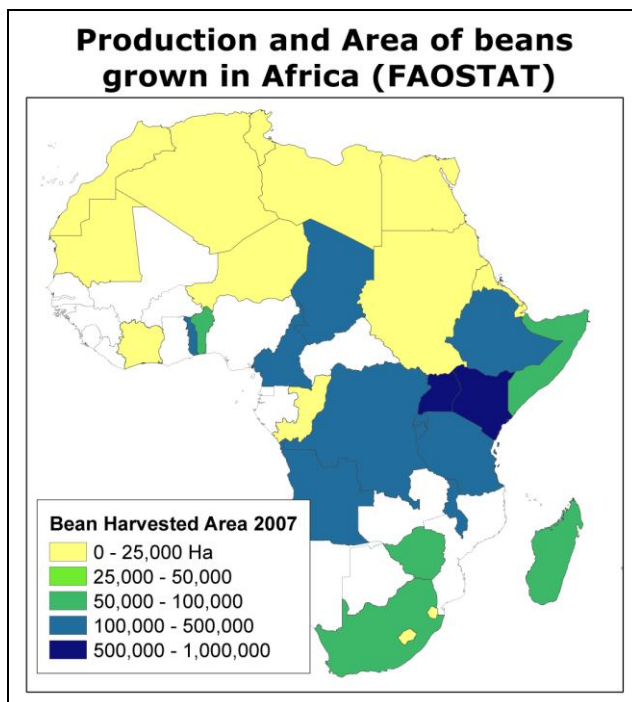 Production and Area of beans
grown in Africa (FAOSTAT)
Bean Harvested Area 2007
0 - 25,000 Ha
25,000 - 50,000
50,000 - 100,000
100,000 - 500,000
500,000 - 1,000,000